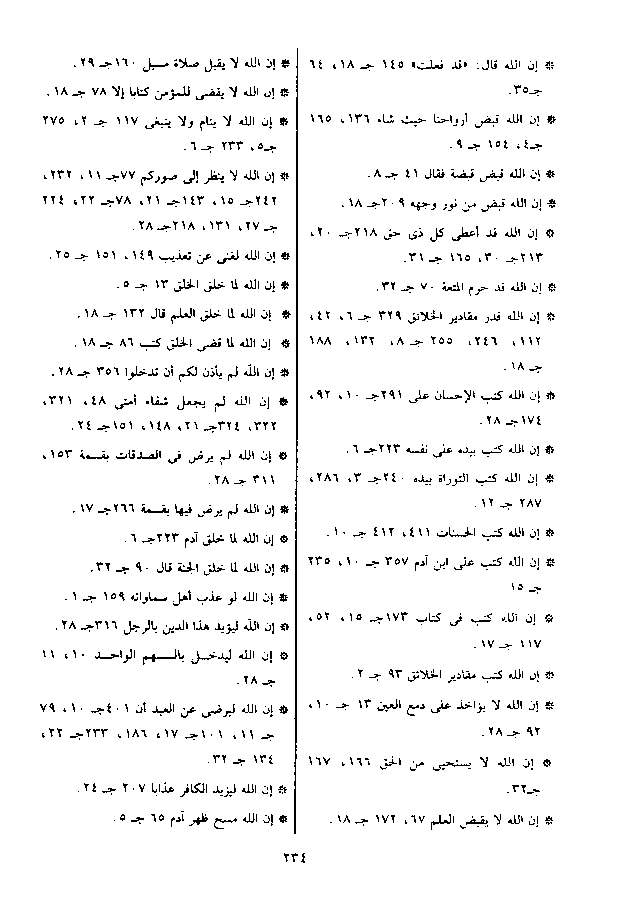 * إن الله قال: «قد فعلت» ١٤٥ جـ ١٨، ٦٤
جـ٣٥.
* إن الله قبض أرواحنا حيث شاء ١٣٦، ١٦٥
جـ٤، ١٥٤ جـ ٩.
* إن الله قبض قبضة فقال ٤١ جـ ٨.
* إن الله قبض من نور وجهه ٢٠٩جـ ١٨.
* إن الله قد أعطى كل ذى حق ٢١٨جـ ٢٠،
٢١٣جـ ٣٠، ١٦٥ جـ ٣١.
* إن الله قد حرم المتعة ٧٠ جـ ٣٢.
* إن الله قدر مقادير الخلائق ٣٢٩ جـ ٦، ٤٢،
١١٢، ٢٤٦، ٢٥٥ جـ ٨، ١٣٢، ١٨٨
جـ ١٨.
* إن الله كتب الإحسان على ٢٩١جـ ١٠، ٩٢،
١٧٤جـ ٢٨.
* إن الله كتب بيده على نفسه ٢٢٣جـ ٦.
* إن الله كتب التوراة بيده ٢٤٠جـ ٣، ٢٨٦،
٢٨٧ جـ ١٢.
* إن الله كتب الحسنات ٤١١، ٤١٢ جـ ١٠.
* إن الله كتب على ابن آدم ٣٥٧ جـ ١٠، ٢٣٥
جـ ١٥
* إن الله كتب فى كتاب ١٧٣جـ ١٥، ٥٢،
١١٧ جـ ١٧.
* إن الله كتب مقادير الخلائق ٩٣ جـ ٢.
* إن الله لا يؤاخذ على دمع العين ١٣ جـ ١٠،
٩٢ جـ ٢٨.
* إن الله لا يستحيى من الحق ١٦٦، ١٦٧
جـ٣٢.
* إن الله لا يقبض العلم ٦٧، ١٧٢ جـ ١٨.
* إن الله لا يقبل صلاة مسبل ١٦٠جـ ٢٩.
* إن الله لا يقضى للمؤمن كتابا إلا ٧٨ جـ ١٨.
* إن الله لا ينام ولا ينبغى ١١٧ جـ ٢، ٢٧٥
جـ٥، ٢٣٣ جـ ٦.
* إن الله لا ينظر إلى صوركم ٧٧جـ ١١، ٢٣٢،
٢٤٢جـ ١٥، ١٤٣جـ ٢١، ٧٨جـ ٢٢، ٢٢٤
جـ ٢٧، ١٣١، ٢١٨جـ ٢٨.
* إن الله لغنى عن تعذيب ١٤٩، ١٥١ جـ ٢٥.
* إن الله لما خلق الخلق ١٣ جـ ٥.
* إن الله لما خلق العلم قال ١٣٢ جـ ١٨.
* إن الله لما قضى الخلق كتب ٨٦ جـ ١٨.
* إن الله لم يأذن لكم أن تدخلوا ٣٥٦ جـ ٢٨.
* إن الله لم يجعل شفاء أمتى ٤٨، ٣٢١،
٣٢٢، ٣٢٤جـ ٢١، ١٤٨، ١٥١جـ ٢٤.
* إن الله لم يرض فى الصدقات بقسمة ١٥٣،
٣١١ جـ ٢٨.
* إن الله لم يرض فيها بقسمة ٢٦٦جـ ١٧.
* إن الله لما خلق آدم ٢٢٣جـ ٦.
* إن الله لما خلق الجنة قال ٩٠ جـ ٣٢.
* إن الله لو عذب أهل سماواته ١٥٩ جـ ١.
* إن الله ليؤيد هذا الدين بالرجل ٣١٦جـ ٢٨.
* إن الله ليدخل بالسهم الواحد ١٠، ١١
جـ ٢٨.
* إن الله ليرضى عن العبد أن ٤٠١جـ ١٠، ٧٩
جـ ١١، ١٠١جـ ١٧، ١٨٦، ٢٣٣جـ ٢٢،
١٣٤ جـ ٣٢.
* إن الله ليزيد الكافر عذابا ٢٠٧ جـ ٢٤.
* إن الله مسح ظهر آدم ٦٥ جـ ٥.
٢٣٤